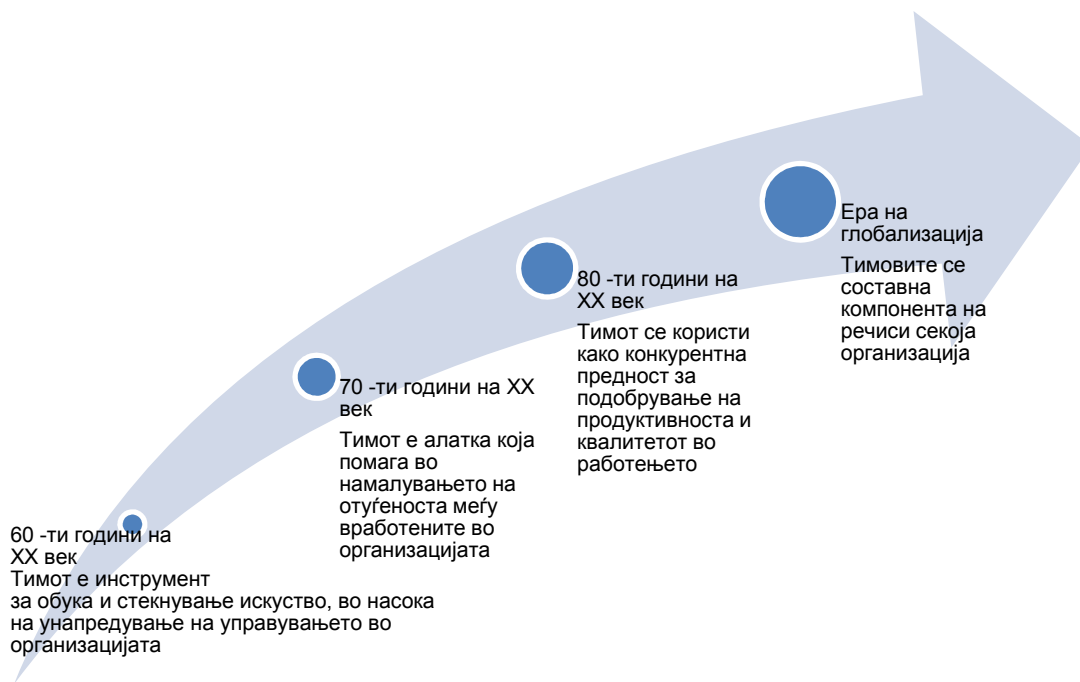 60 -ти години на
XX век
Тимот е инструмент
за обука и стекнување искуство, во насока
на унапредување на управувањето во
организацијата
70 -ти години на XX
век
Тимот е алатка која
помага во
намалувањето на
отуѓеноста меѓу
вработените во
организацијата
80 -ти години на
XX век
Тимот се користи
како конкурентна
предност за
подобрување на
продуктивноста и
квалитетот во
работењето
Ера на
глобализација
Тимовите се
составна
компонента на
речиси секоја
организација